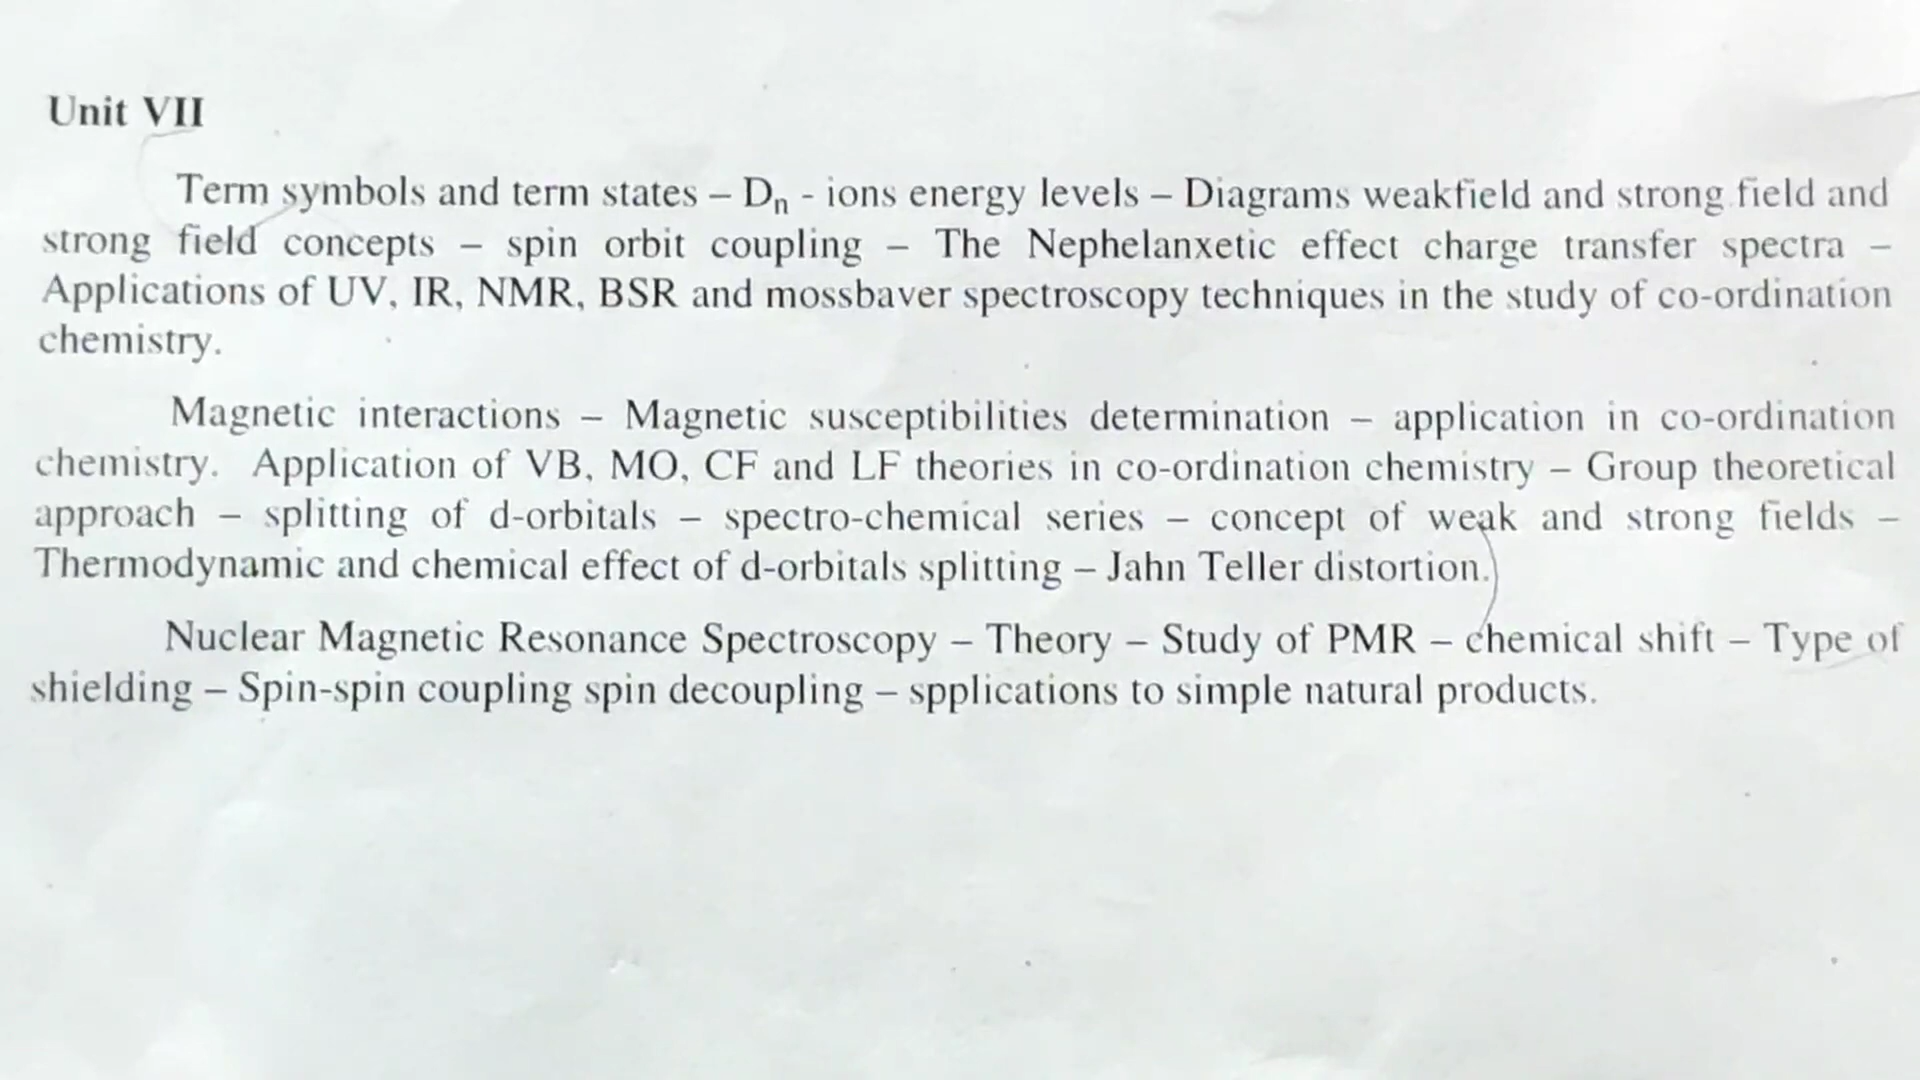 Unit VII
Term symbols and term states – Dn - ions energy levels – Diagrams weakfield and strong field and
strong field concepts – spin orbit coupling – The Nephelanxetic effect charge transfer spectra –
Applications of UV, IR, NMR, BSR and mossbaver spectroscopy techniques in the study of co-ordination
chemistry.
Magnetic interactions – Magnetic susceptibilities determination – application in co-ordination
chemistry. Application of VB, MO, CF and LF theories in co-ordination chemistry – Group theoretical
approach – splitting of d-orbitals – spectro-chemical series – concept of weak and strong fields –
Thermodynamic and chemical effect of d-orbitals splitting – Jahn Teller distortion.
Nuclear Magnetic Resonance Spectroscopy – Theory – Study of PMR – chemical shift – Type of
shielding – Spin-spin coupling spin decoupling – spplications to simple natural products.